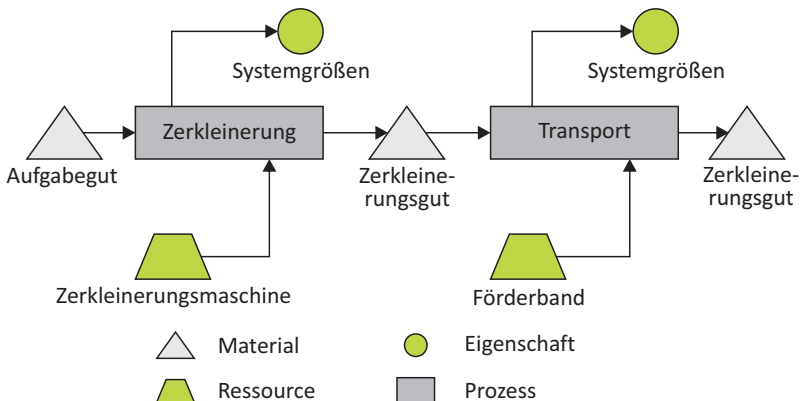 Systemgrößen
Systemgrößen
Zerkleinerung
Transport
Aufgabegut
Zerkleine-
rungsgut
Zerkleine-
rungsgut
Zerkleinerungsmaschine
Förderband
Material
Eigenschaft
Ressource
Prozess